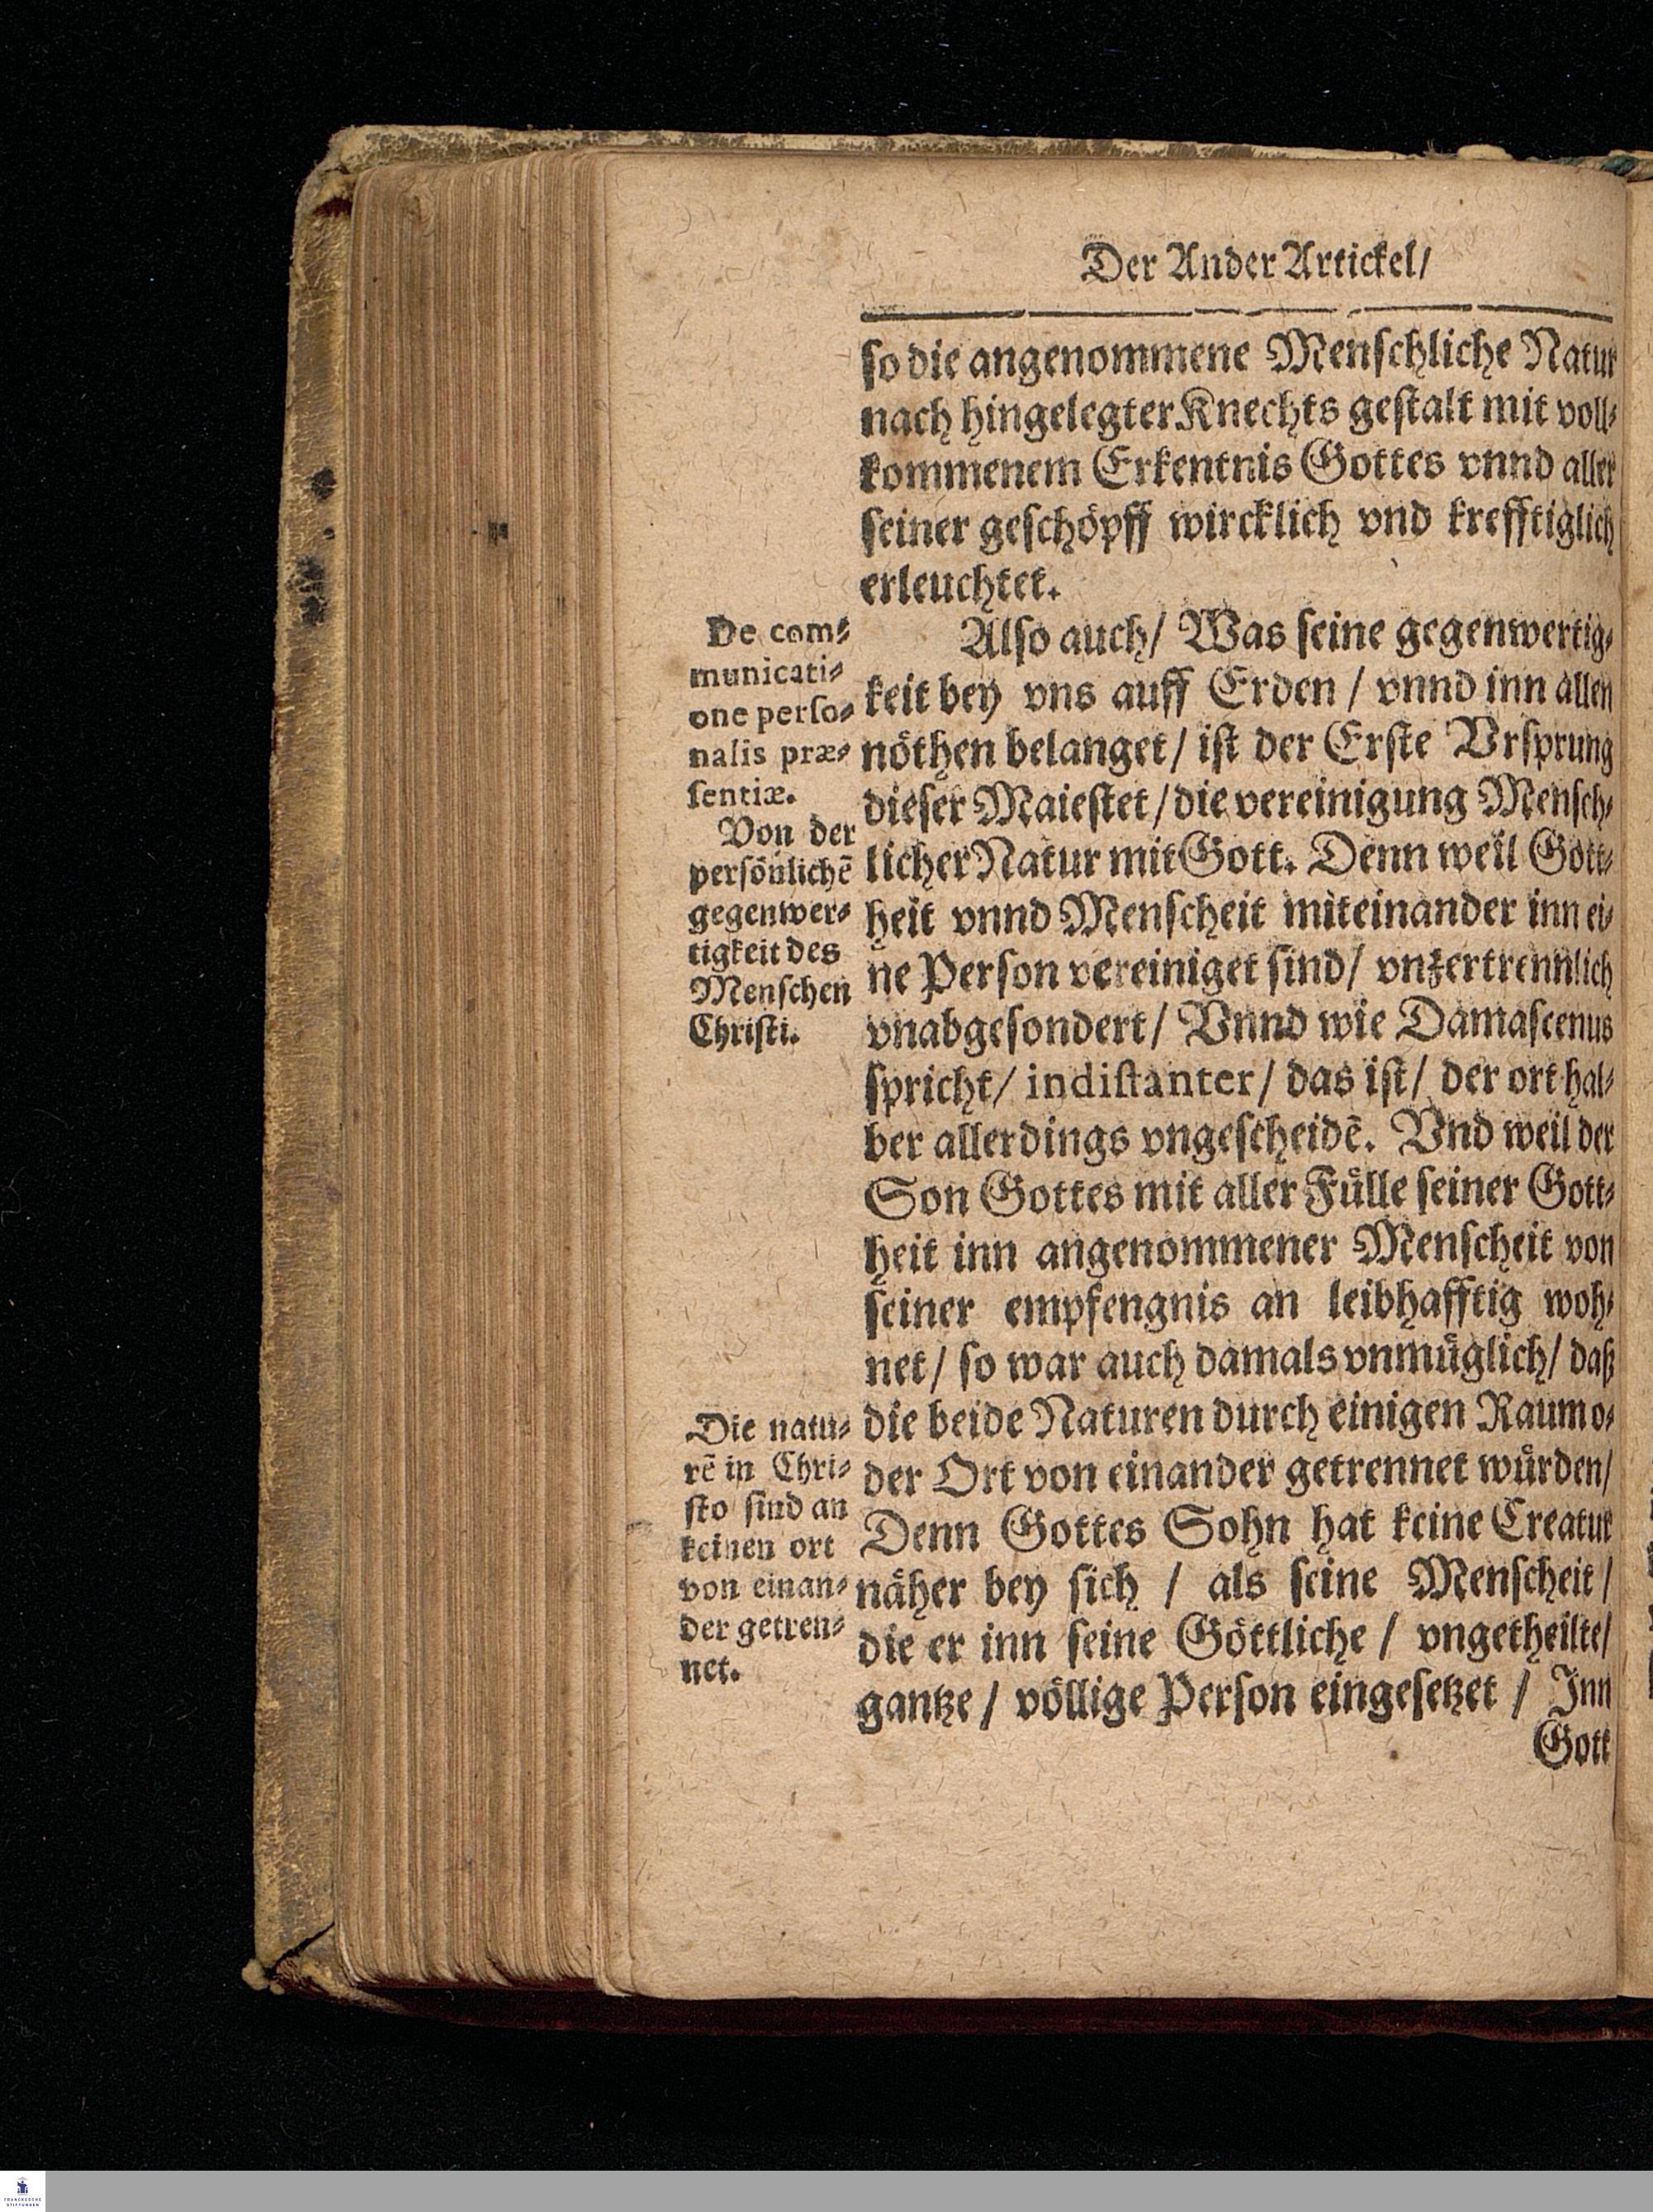 Der Ander Artickel/
so die angenommene Menschliche Natur
nach hingelegter Knechts gestalt mit voll-
kommenem Erkentnis Gottes vnnd aller
seiner geschöpff wircklich vnd krefftiglich
erleuchtet.
Also auch/ Was seine gegenwertig-
keit bey vns auff Erden / vnnd inn allen
nöthen belanget/ ist der Erste Vrsprung
dieser Maiestet/ die vereinigung Mensch-
licher Natur mit Gott. Denn weil Gott-
heit vnnd Menscheit miteinander inn ei-
ne Person vereiniget sind/ vnzertrennlich
vnabgesondert/ Vnnd wie Damascenus
spricht/ indistanter/ das ist/ der ort hal-
ber allerdings vngescheidē. Vnd weil der
Son Gottes mit aller Fülle seiner Gott-
heit inn angenommener Menscheit von
seiner empfengnis an leibhafftig woh-
net/ so war auch damals vnmüglich/ daß
die beide Naturen durch einigen Raum o-
der Ort von einander getrennet würden/
Denn Gottes Sohn hat keine Creatur
näher bey sich / als seine Menscheit/
die er inn seine Göttliche / vngetheilte/
gantze / völlige Person eingesetzet / Inn
Gott
De com-
municati-
one perso-
nalis præ-
sentiæ.
Von der
persönlichē
gegenwer-
tigkeit des
Menschen
Christi.
Die natu-
rē in Chri-
sto sind an
keinen ort
von einan-
der getren-
net.
FRANCKESCHE
STIFTUNGEN